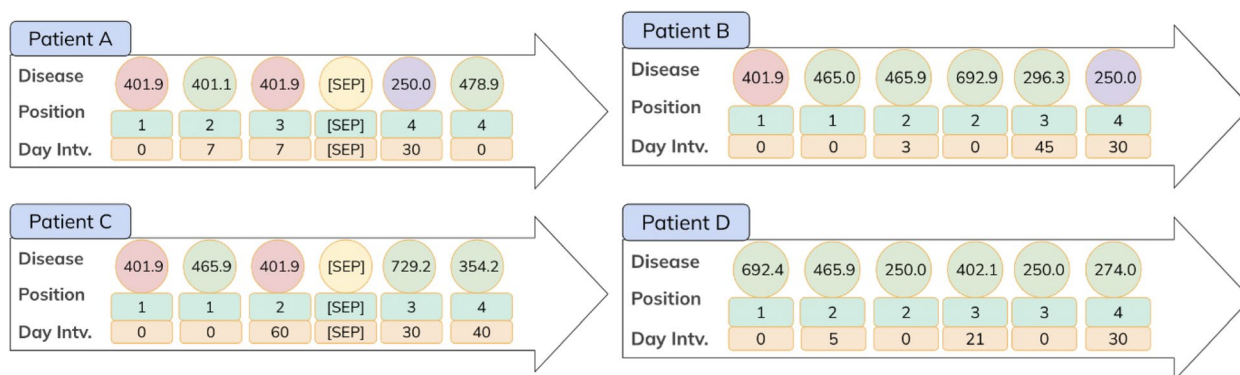 Patient A
Disease 401.9 401.1 401.9 [SEP] 250.0 478.9
Position 1 2 3 [SEP] 4 4
Day Intv. 0 7 7 [SEP] 30 0
Patient B
Disease 401.9 465.0 465.9 692.9 296.3 250.0
Position 1 1 2 2 3 4
Day Intv. 0 0 3 0 45 30
Patient C
Disease 401.9 465.9 401.9 [SEP] 729.2 354.2
Position 1 1 2 [SEP] 3 4
Day Intv. 0 0 60 [SEP] 30 40
Patient D
Disease 692.4 465.9 250.0 402.1 250.0 274.0
Position 1 2 2 3 3 4
Day Intv. 0 5 0 21 0 30